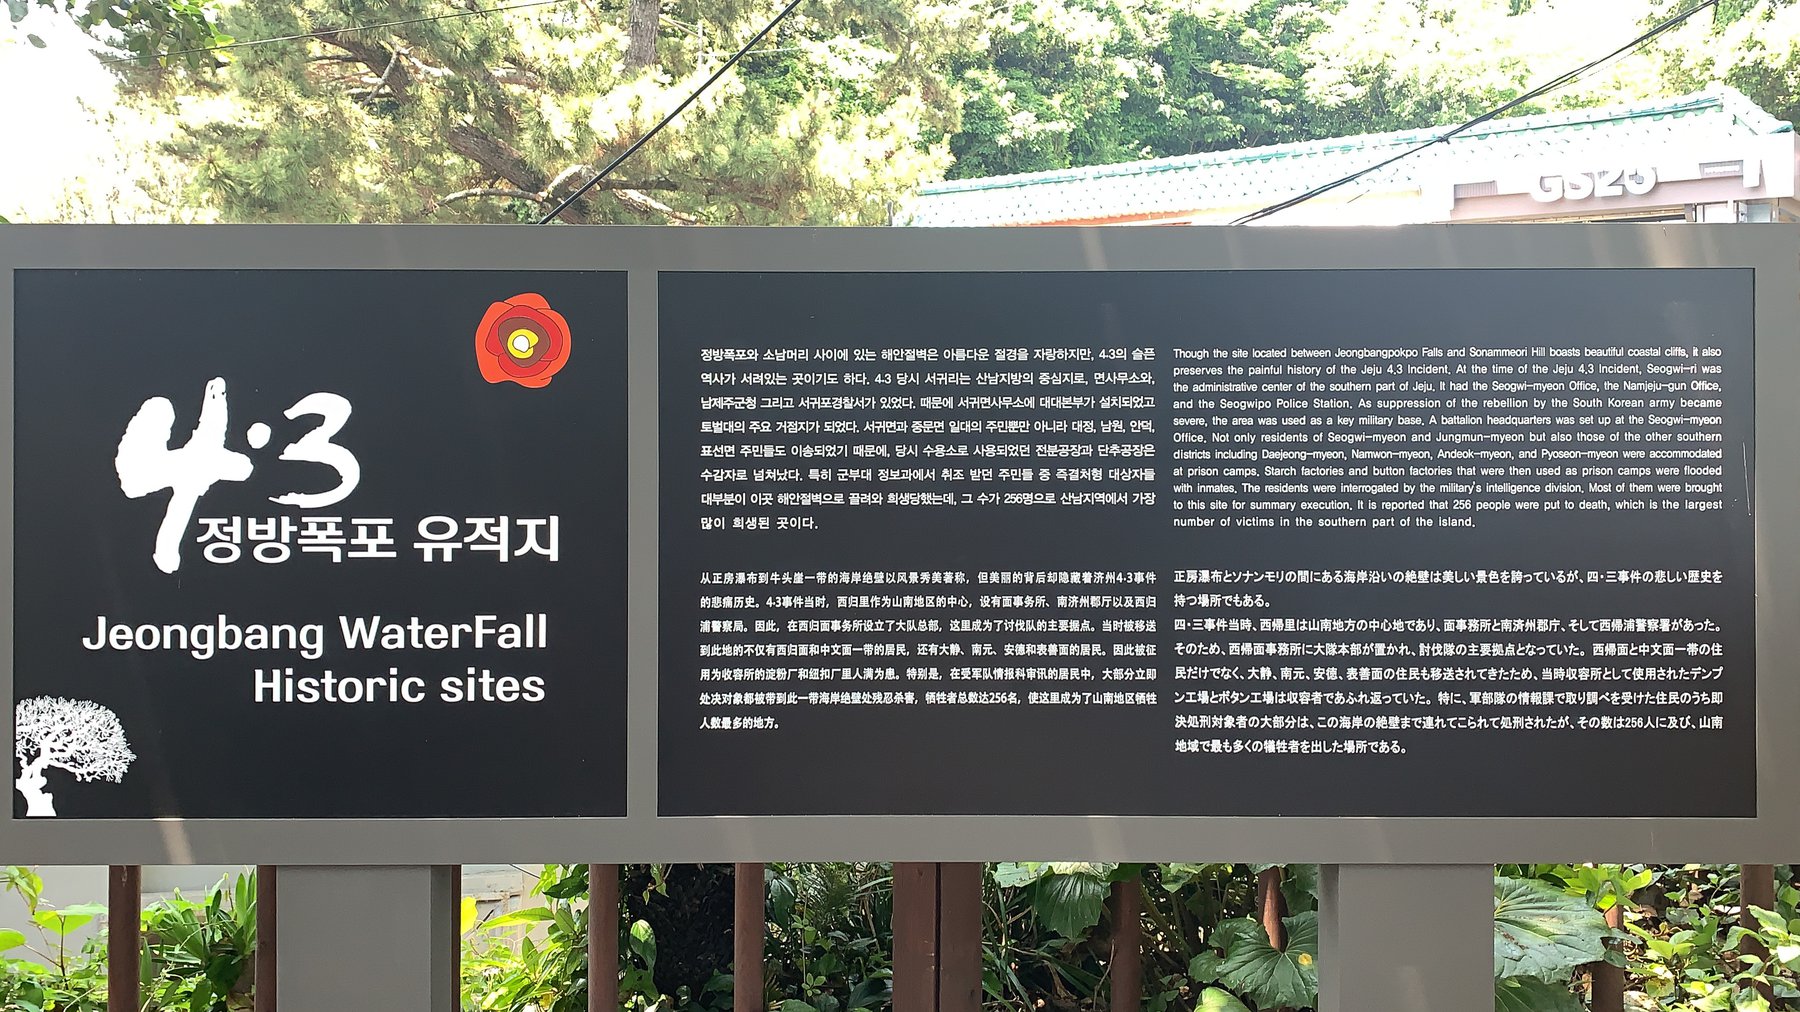 GS25
4·3
정방폭포 유적지
Jeongbang WaterFall
Historic sites
정방폭포와 소남머리 사이에 있는 해안절벽은 아름다운 절경을 자랑하지만, 4·3의 슬픈
역사가 서려있는 곳이기도 하다. 4·3 당시 서귀리는 산남지방의 중심지로, 면사무소와,
남제주군청 그리고 서귀포경찰서가 있었다. 때문에 서귀면사무소에 대대본부가 설치되었고
토벌대의 주요 거점지가 되었다. 서귀면과 중문면 일대의 주민뿐만 아니라 대정, 남원, 안덕,
표선면 주민들도 이송되었기 때문에, 당시 수용소로 사용되었던 전분공장과 단추공장은
수감자로 넘쳐났다. 특히 군부대 정보과에서 취조 받던 주민들 중 즉결처형 대상자들
대부분이 이곳 해안절벽으로 끌려와 희생당했는데, 그 수가 256명으로 산남지역에서 가장
많이 희생된 곳이다.
Though the site located between Jeongbangpokpo Falls and Sonammeori Hill boasts beautiful coastal cliffs, it also
preserves the painful history of the Jeju 4.3 Incident. At the time of the Jeju 4.3 Incident, Seogwi-ri was
the administrative center of the southern part of Jeju. It had the Seogwi-myeon Office, the Namjeju-gun Office,
and the Seogwipo Police Station. As suppression of the rebellion by the South Korean army became
severe, the area was used as a key military base. A battalion headquarters was set up at the Seogwi-myeon
Office. Not only residents of Seogwi-myeon and Jungmun-myeon but also those of the other southern
districts including Daejeong-myeon, Namwon-myeon, Andeok-myeon, and Pyoseon-myeon were accommodated
at prison camps. Starch factories and button factories that were then used as prison camps were flooded
with inmates. The residents were interrogated by the military's intelligence division. Most of them were brought
to this site for summary execution. It is reported that 256 people were put to death, which is the largest
number of victims in the southern part of the island.
从正房瀑布到牛头崖一带的海岸绝壁以风景秀美著称，但美丽的背后却隐藏着济州4·3事件
的悲痛历史。4·3事件当时，西归里作为山南地区的中心，设有面事务所、南济州郡厅以及西归
浦警察局。因此，在西归面事务所设立了大队总部，这里成为了讨伐队的主要据点。当时被移送
到此地的不仅有西归面和中文面一带的居民，还有大静、南元、安德和表善面的居民。因此被征
用为收容所的淀粉厂和纽扣厂里人满为患。特别是，在受军队情报科审讯的居民中，大部分立即
处决对象都被带到此一带海岸绝壁处残忍杀害，牺牲者总数达256名，使这里成为了山南地区牺牲
人数最多的地方。
正房瀑布とソナンモリの間にある海岸沿いの絶壁は美しい景色を誇っているが、四·三事件の悲しい歴史を
持つ場所でもある。
四·三事件当時、西帰里は山南地方の中心地であり、面事務所と南済州郡庁、そして西帰浦警察署があった。
そのため、西帰面事務所に大隊本部が置かれ、討伐隊の主要拠点となっていた。 西帰面と中文面一帯の住
民だけでなく、大静、南元、安徳、表善面の住民も移送されてきたため、当時収容所として使用されたデンプ
ン工場とボタン工場は収容者であふれ返っていた。特に、軍部隊の情報課で取り調べを受けた住民のうち即
決処刑対象者の大部分は、この海岸の絶壁まで連れてこられて処刑されたが、その数は256人に及び、山南
地域で最も多くの犠牲者を出した場所である。